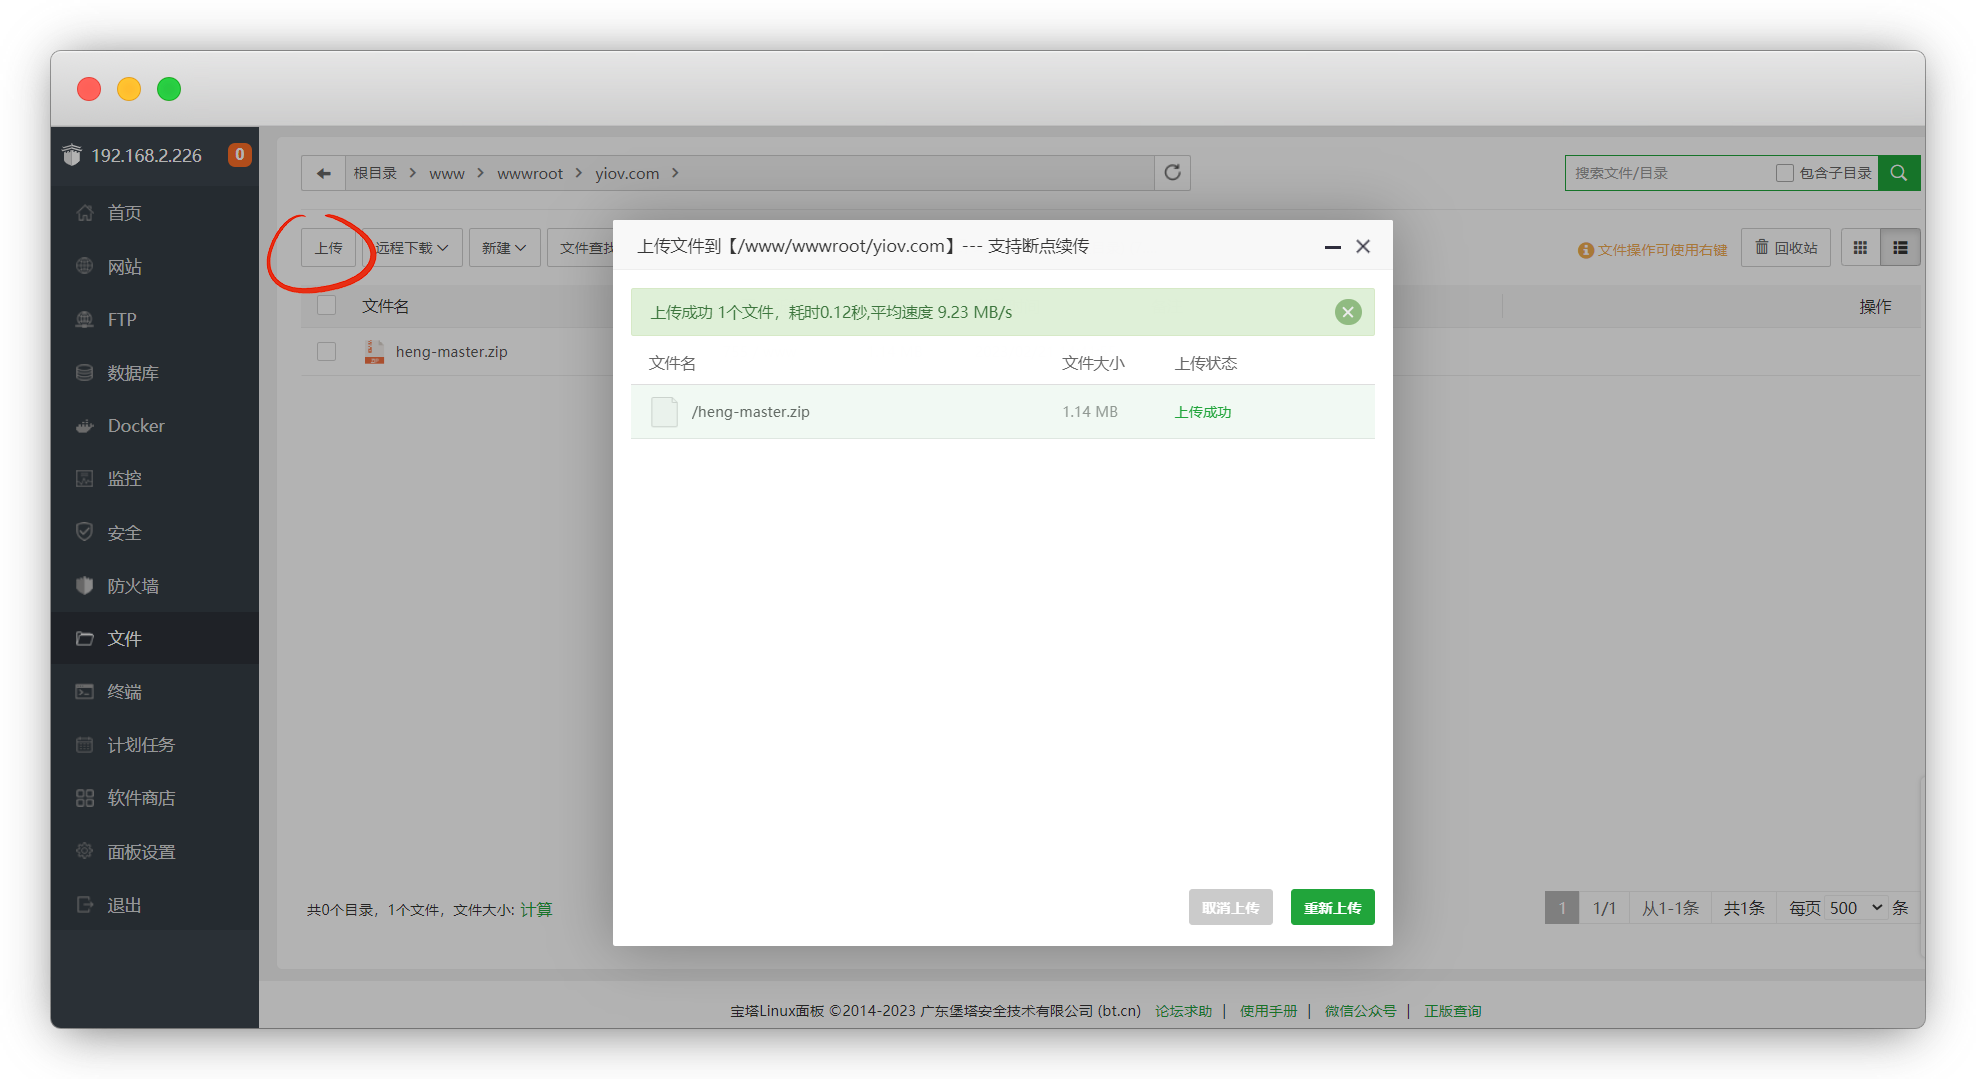 192.168.2.226 0
首页
网站
FTP
数据库
Docker
监控
安全
防火墙
文件
终端
计划任务
软件商店
面板设置
退出
根目录 > www > wwwroot > yiov.com >
搜索文件/目录 包含子目录
上传 远程下载 新建 文件查找
文件操作可使用右键 回收站
文件名 操作
heng-master.zip
上传文件到【/www/wwwroot/yiov.com】--- 支持断点续传
上传成功 1个文件，耗时0.12秒,平均速度 9.23 MB/s
文件名 文件大小 上传状态
/heng-master.zip 1.14 MB 上传成功
取消上传 重新上传
共0个目录，1个文件，文件大小: 计算
1 1/1 从1-1条 共1条 每页 500 条
宝塔Linux面板 ©2014-2023 广东堡塔安全技术有限公司 (bt.cn) 论坛求助 | 使用手册 | 微信公众号 | 正版查询